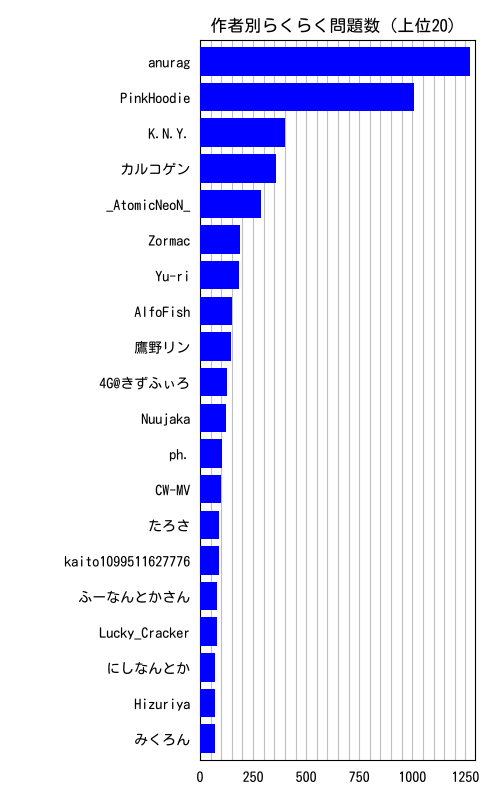 作者別らくらく問題数 (上位20)
anurag
PinkHoodie
K.N.Y.
カルコゲン
_AtomicNeoN_
Zormac
Yu-ri
AlfoFish
鷹野リン
4G@きずふぃろ
Nuujaka
ph.
CW-MV
たろさ
kaito1099511627776
ふーなんとかさん
Lucky_Cracker
にしなんとか
Hizuriya
みくろん
0 250 500 750 1000 1250